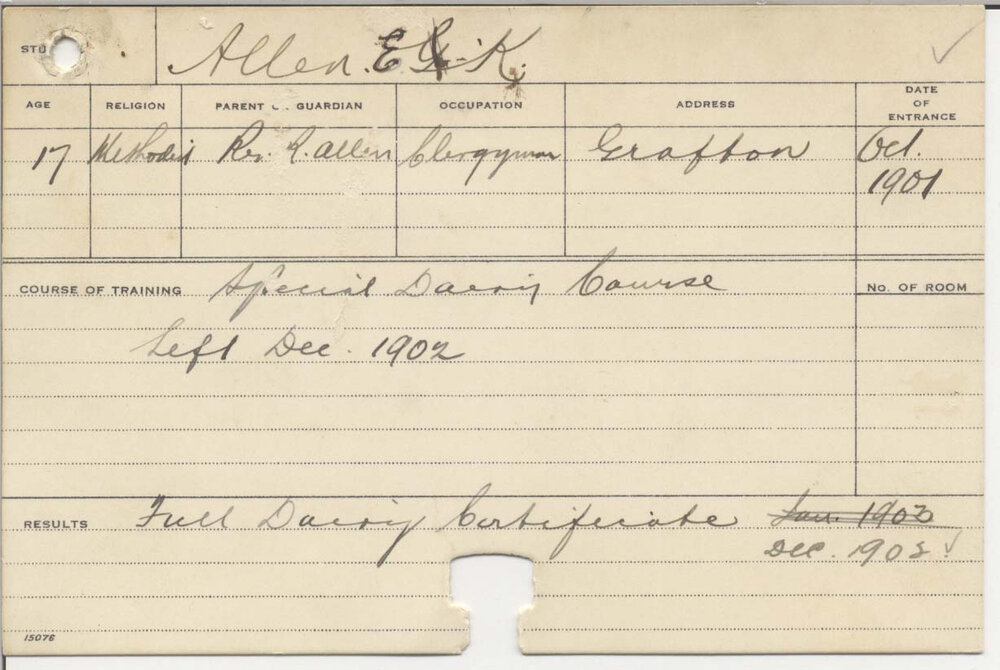 STU
Allen. E. G. K.
AGE RELIGION PARENT OR GUARDIAN OCCUPATION ADDRESS DATE OF ENTRANCE
17 Methodist Rev. R. Allen Clergyman Grafton Oct. 1901
COURSE OF TRAINING Special Dairy Course
No. OF ROOM
Left Dec. 1902
RESULTS Full Dairy Certificate Jan. 1903
Dec. 1902
15076